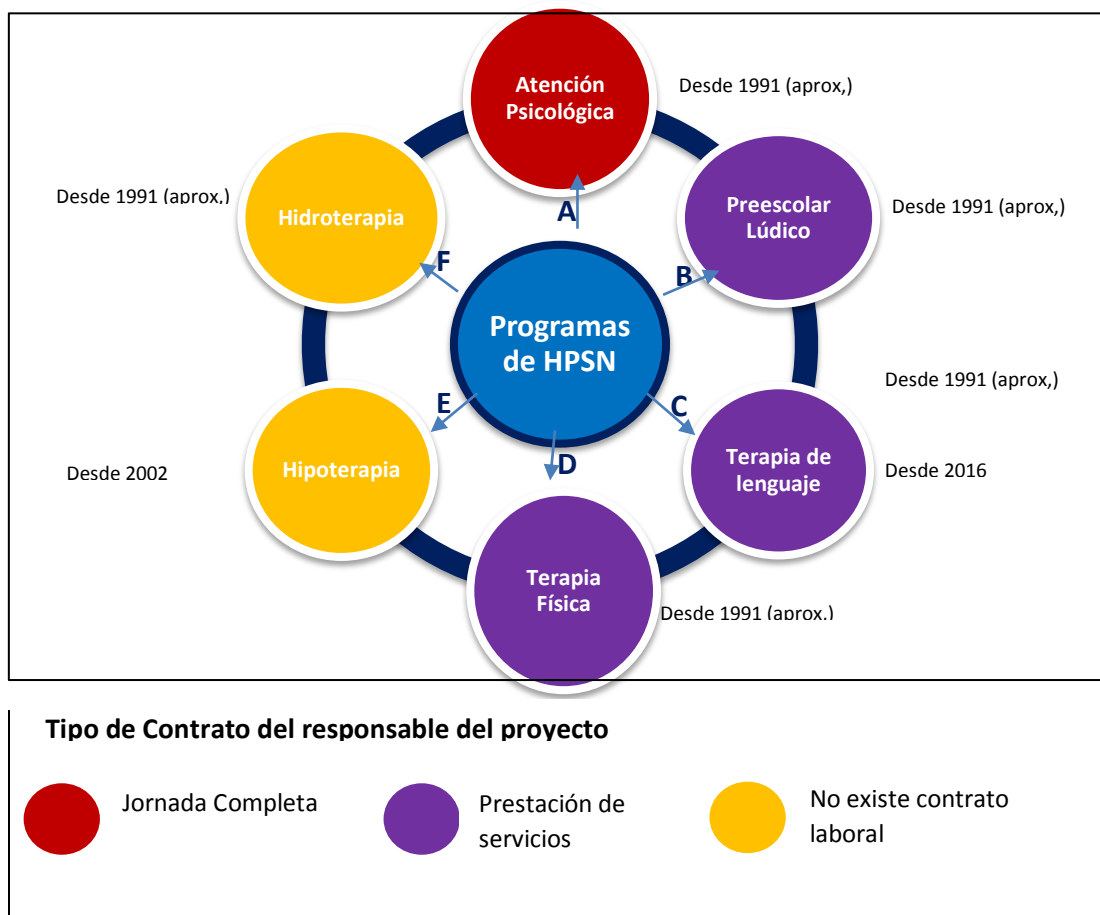 Atención
Psicológica
Desde 1991 (aprox,)
Desde 1991 (aprox,)
Hidroterapia
Preescolar
Lúdico
Desde 1991 (aprox,)
A
F
B
Programas
de HPSN
E
C
D
Desde 1991 (aprox,)
Desde 2002
Hipoterapia
Terapia de
lenguaje
Desde 2016
Terapia
Física
Desde 1991 (aprox.)
Tipo de Contrato del responsable del proyecto
Jornada Completa
Prestación de
servicios
No existe contrato
laboral